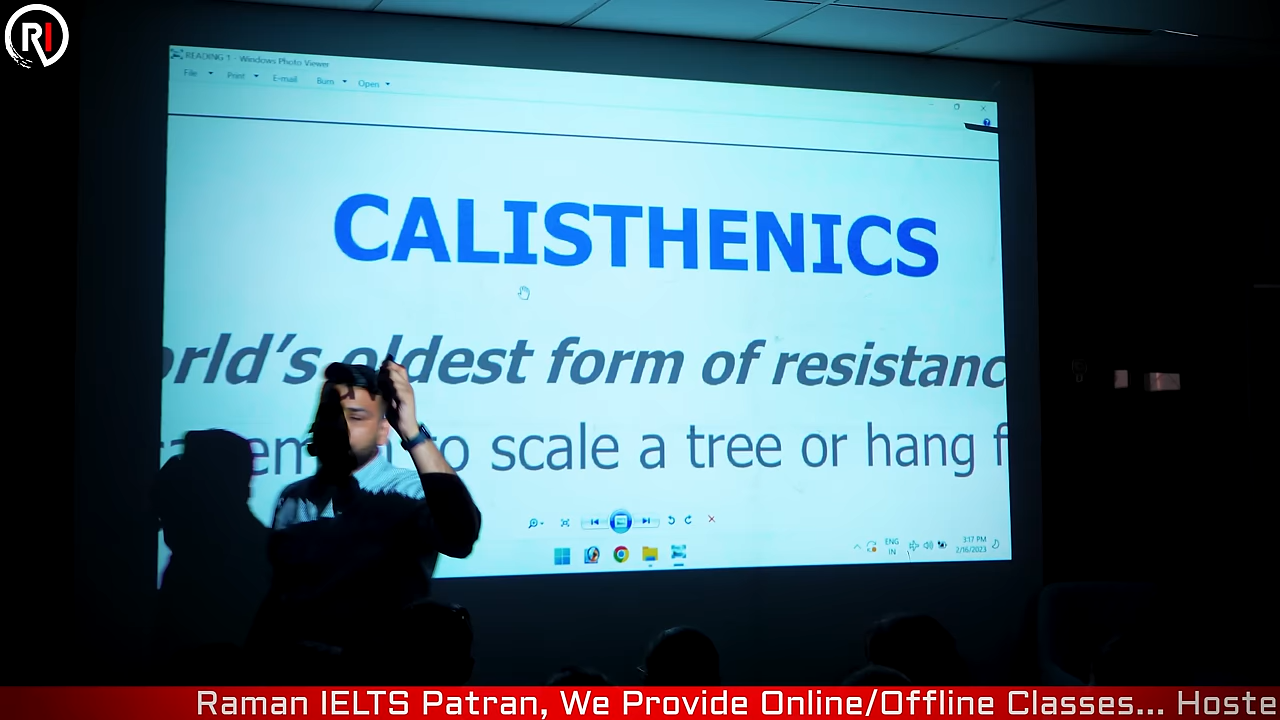 RI
READING 1 - Windows Photo Viewer
File Print E-mail Burn Open
CALISTHENICS
orld's oldest form of resistanc
to scale a tree or hang f
ENG
IN
3:17 PM
2/16/2023
Raman IELTS Patran, We Provide Online/Offline Classes... Hoste